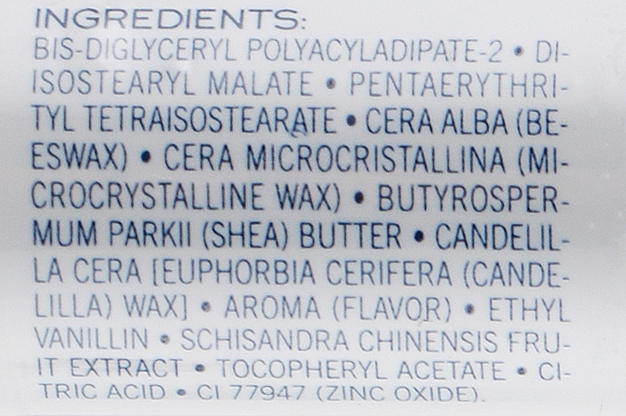 INGREDIENTS:
BIS-DIGLYCERYL POLYACYLADIPATE-2 • DI-
ISOSTEARYL MALATE • PENTAERYTHRI-
TYL TETRAISOSTEARATE • CERA ALBA (BE-
ESWAX) • CERA MICROCRISTALLINA (MI-
CROCRYSTALLINE WAX) • BUTYROSPER-
MUM PARKII (SHEA) BUTTER • CANDELIL-
LA CERA [EUPHORBIA CERIFERA (CANDE-
LILLA) WAX] • AROMA (FLAVOR) • ETHYL
VANILLIN • SCHISANDRA CHINENSIS FRU-
IT EXTRACT • TOCOPHERYL ACETATE • CI-
TRIC ACID • CI 77947 (ZINC OXIDE).